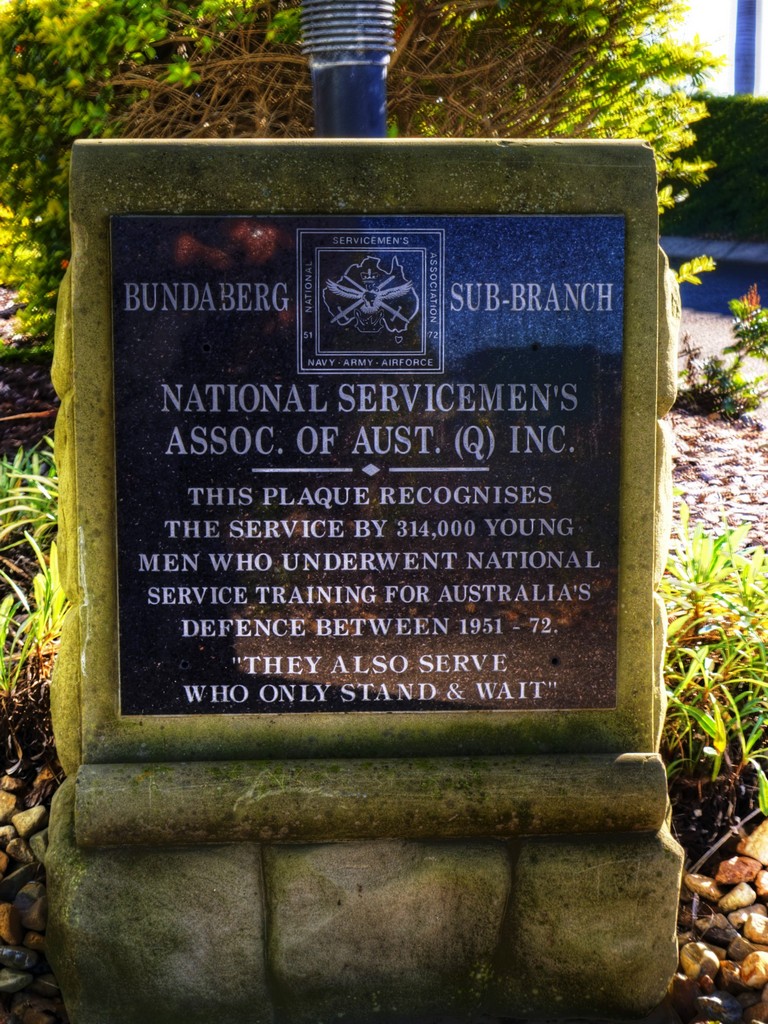 SERVICEMEN'S
NATIONAL
ASSOCIATION
51
72
NAVY · ARMY · AIRFORCE
BUNDABERG SUB-BRANCH
NATIONAL SERVICEMEN'S
ASSOC. OF AUST. (Q) INC.
THIS PLAQUE RECOGNISES
THE SERVICE BY 314,000 YOUNG
MEN WHO UNDERWENT NATIONAL
SERVICE TRAINING FOR AUSTRALIA'S
DEFENCE BETWEEN 1951 - 72.
"THEY ALSO SERVE
WHO ONLY STAND & WAIT"